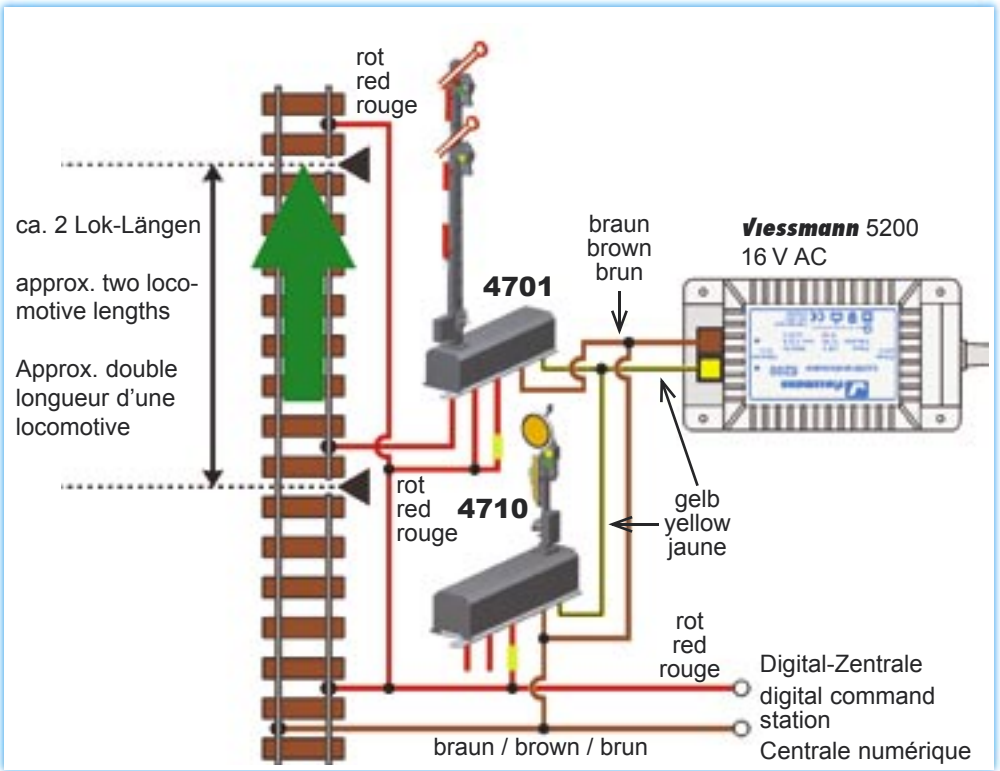 rot
red
rouge
ca. 2 Lok-Längen
approx. two loco-
motive lengths
Approx. double
longueur d'une
locomotive
4701
braun
brown
brun
viessmann 5200
16 V AC
viessmann
5200
rot
red
rouge
4710
gelb
yellow
jaune
rot
red
rouge
Digital-Zentrale
digital command
station
Centrale numérique
braun / brown / brun